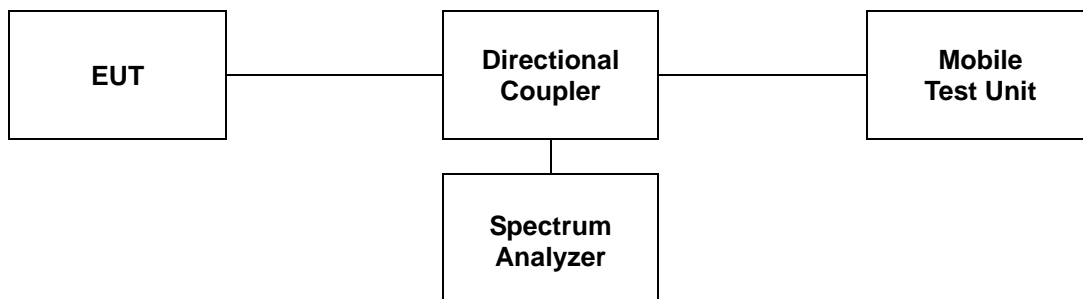 EUT
Directional
Coupler
Mobile
Test Unit
Spectrum
Analyzer